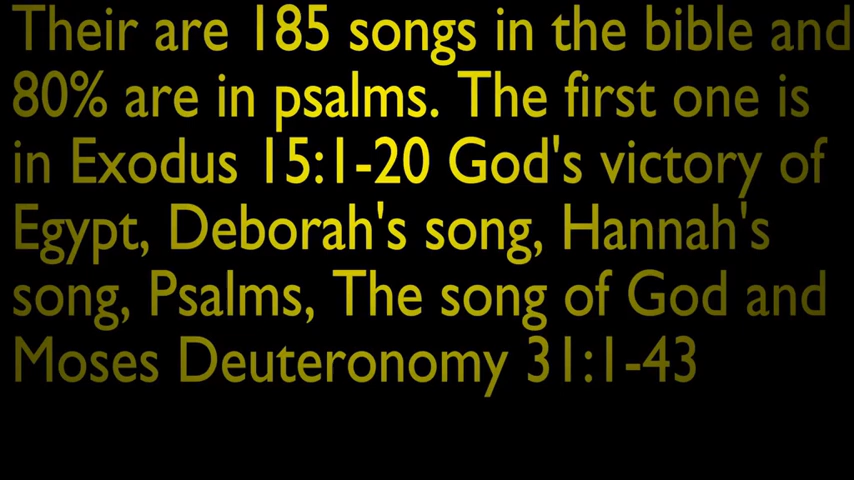 Their are 185 songs in the bible and
80% are in psalms. The first one is
in Exodus 15:1-20 God's victory of
Egypt, Deborah's song, Hannah's
song, Psalms, The song of God and
Moses Deuteronomy 31:1-43